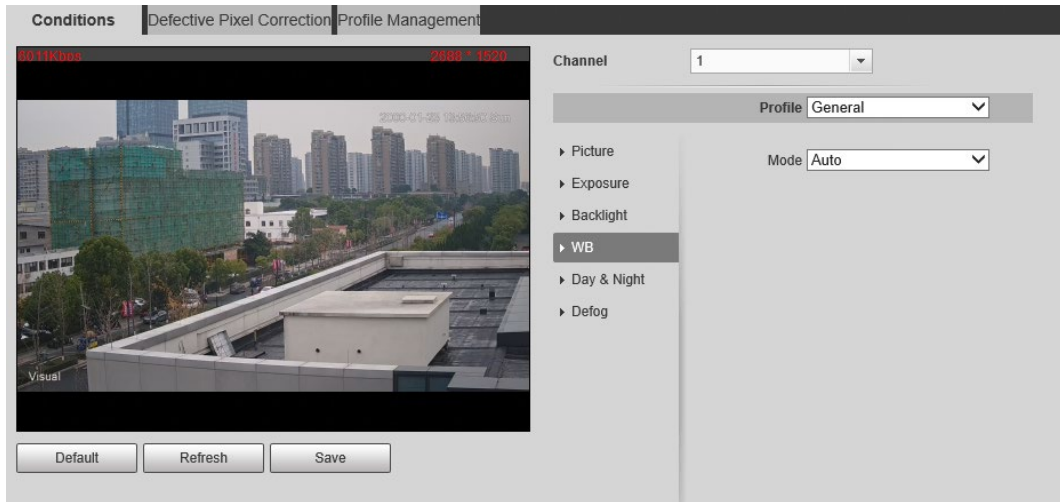 Conditions
Defective Pixel Correction
Profile Management
6011Kbps
2688 * 1520
Visual
Default
Refresh
Save
Channel
1
Profile General
Picture
Exposure
Backlight
WB
Day & Night
Defog
Mode Auto